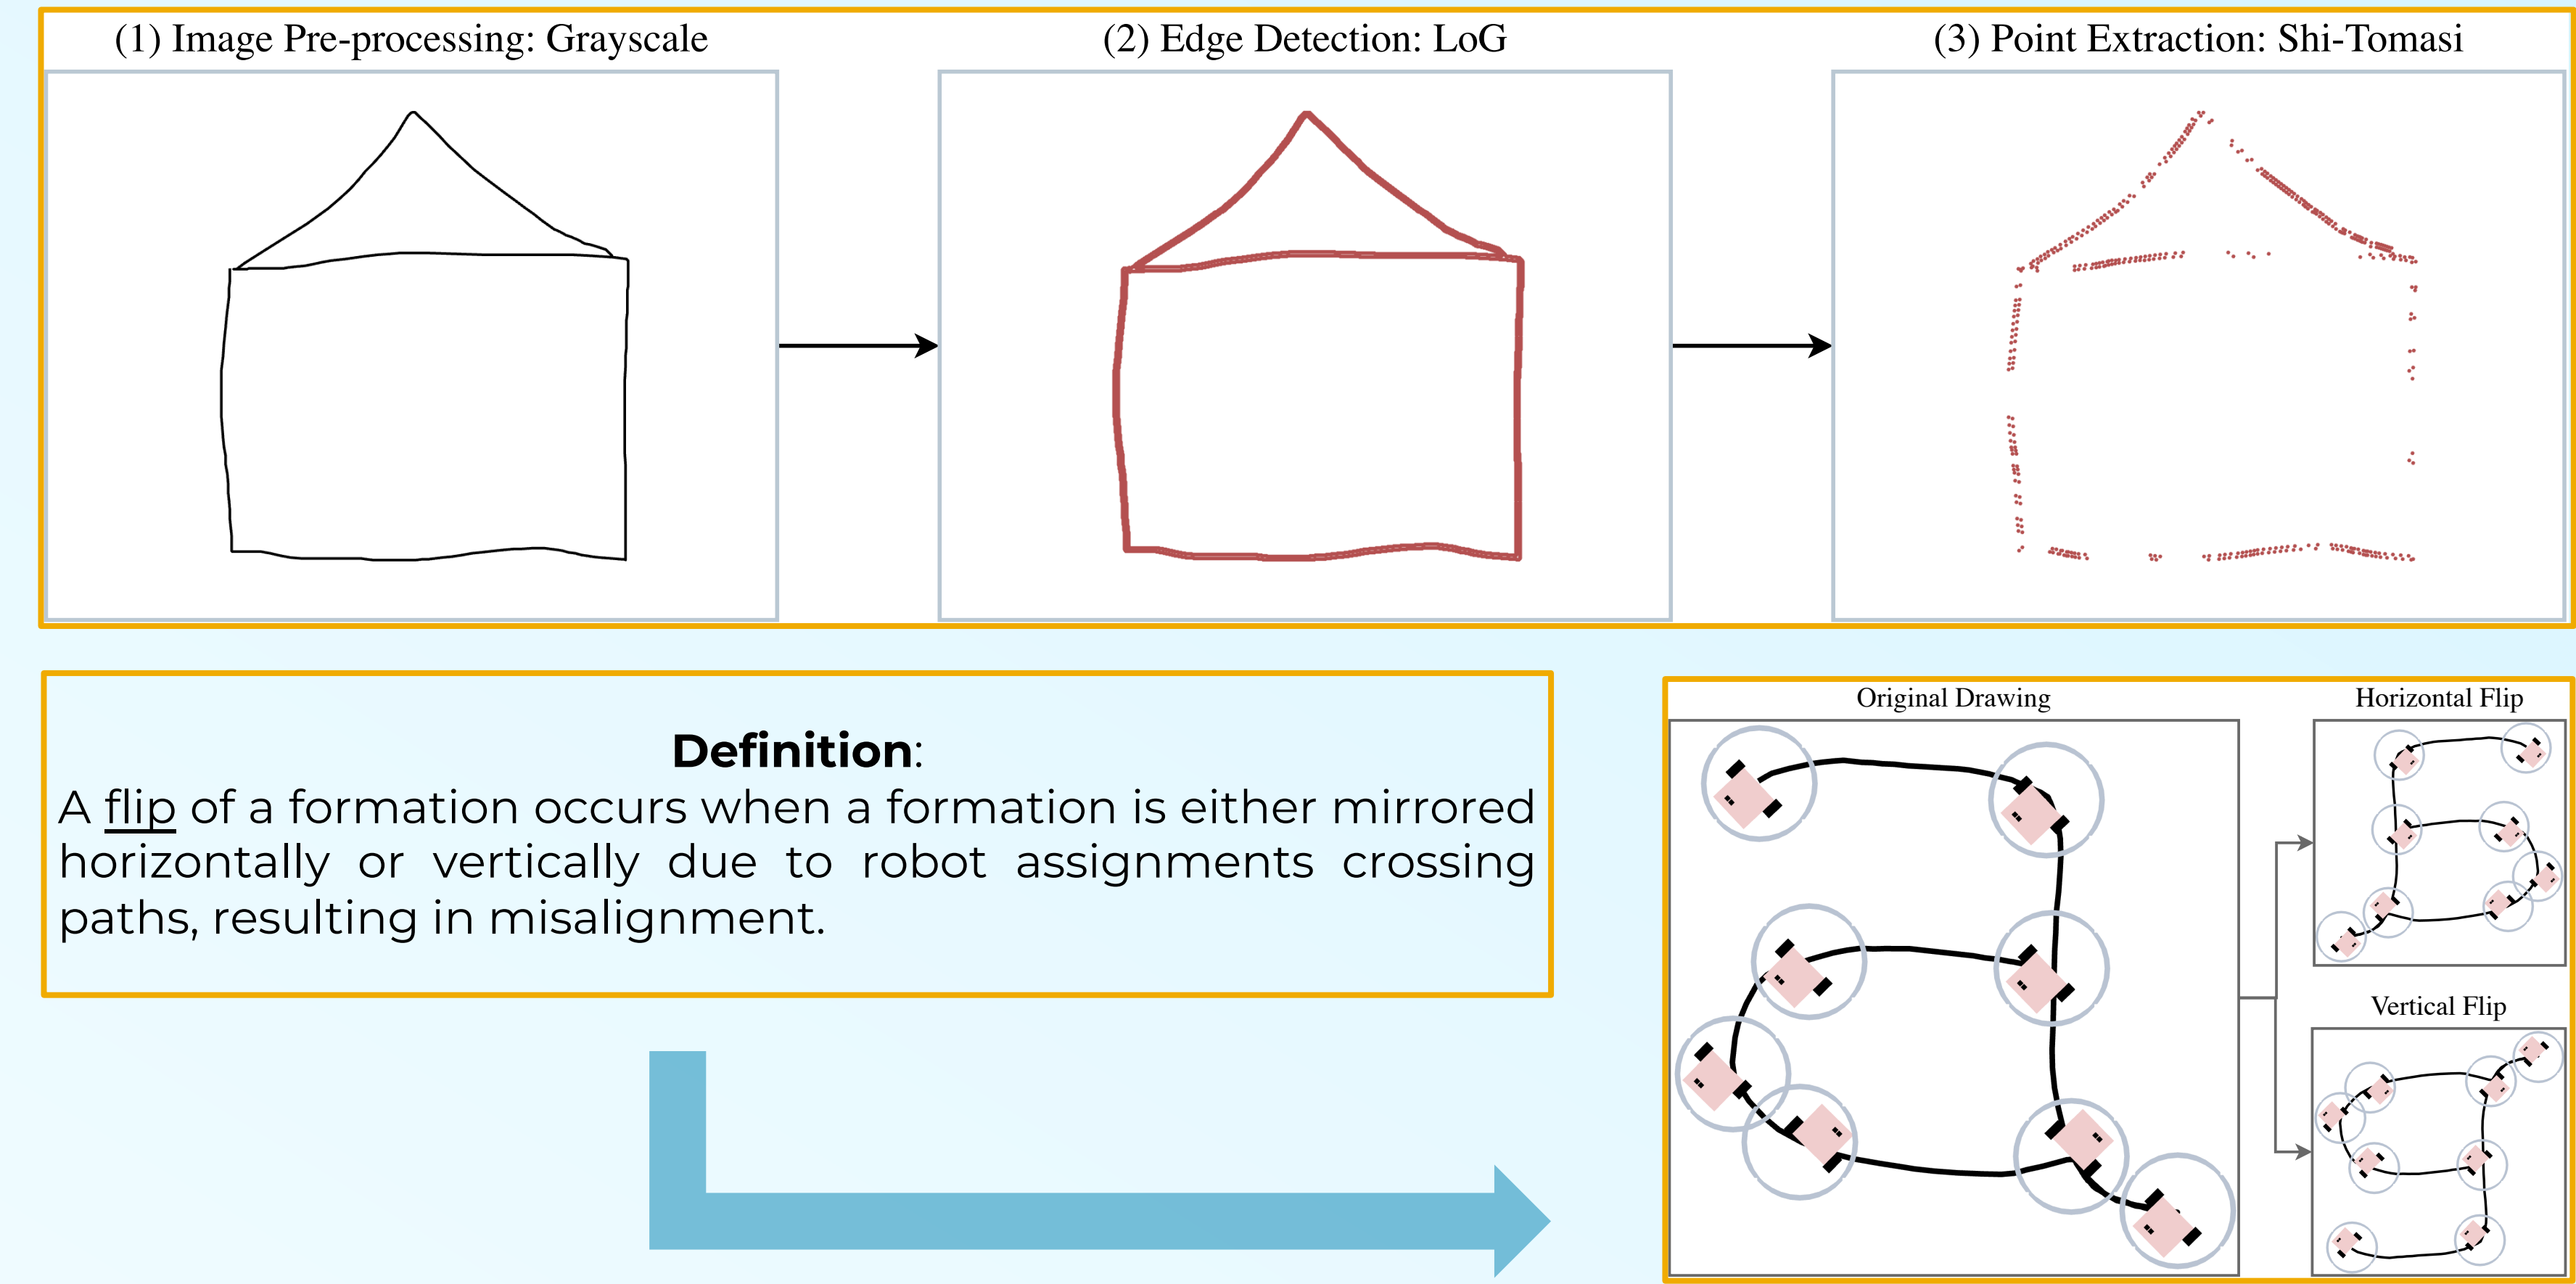 (1) Image Pre-processing: Grayscale
(2) Edge Detection: LoG
(3) Point Extraction: Shi-Tomasi
Definition:
A flip of a formation occurs when a formation is either mirrored
horizontally or vertically due to robot assignments crossing
paths, resulting in misalignment.
Original Drawing
Horizontal Flip
Vertical Flip